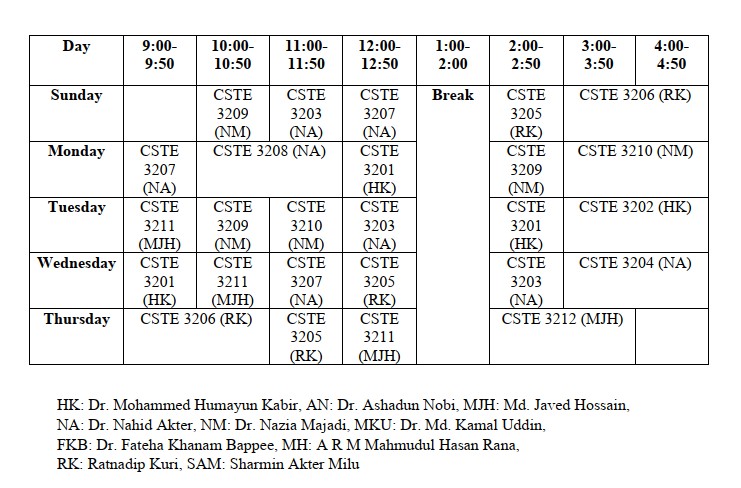 Day 9:00-9:50 10:00-10:50 11:00-11:50 12:00-12:50 1:00-2:00 2:00-2:50 3:00-3:50 4:00-4:50
Sunday CSTE 3209 (NM) CSTE 3203 (NA) CSTE 3207 (NA) Break CSTE 3205 (RK) CSTE 3206 (RK)
Monday CSTE 3207 (NA) CSTE 3208 (NA) CSTE 3201 (HK) CSTE 3209 (NM) CSTE 3210 (NM)
Tuesday CSTE 3211 (MJH) CSTE 3209 (NM) CSTE 3210 (NM) CSTE 3203 (NA) CSTE 3201 (HK) CSTE 3202 (HK)
Wednesday CSTE 3201 (HK) CSTE 3211 (MJH) CSTE 3207 (NA) CSTE 3205 (RK) CSTE 3203 (NA) CSTE 3204 (NA)
Thursday CSTE 3206 (RK) CSTE 3205 (RK) CSTE 3211 (MJH) CSTE 3212 (MJH)
HK: Dr. Mohammed Humayun Kabir, AN: Dr. Ashadun Nobi, MJH: Md. Javed Hossain,
NA: Dr. Nahid Akter, NM: Dr. Nazia Majadi, MKU: Dr. Md. Kamal Uddin,
FKB: Dr. Fateha Khanam Bappee, MH: A R M Mahmudul Hasan Rana,
RK: Ratnadip Kuri, SAM: Sharmin Akter Milu